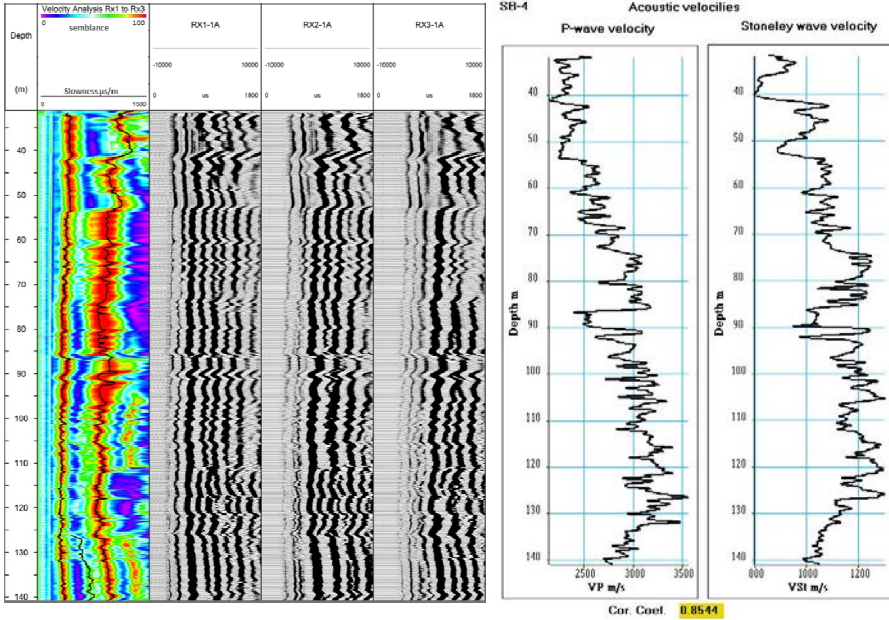 Velocity Analysis Rx1 to Rx3
0 100
semblance
Depth
(m)
Slowness µs/m
0 1500
RX1-1A
-10000 10000
0 us 1800
RX2-1A
-10000 10000
0 us 1800
RX3-1A
-10000 10000
0 us 1800
40
50
60
70
80
90
100
110
120
130
140
SB-4 Acoustic velocilies
P-wave velocity
Depth m
40
50
60
70
80
90
100
110
120
130
140
2500 3000 3500
VP m/s
Stoneley wave velocity
Depth m
40
50
60
70
80
90
100
110
120
130
140
800 1000 1200
VSt m/s
Cor. Coef. 0.8544